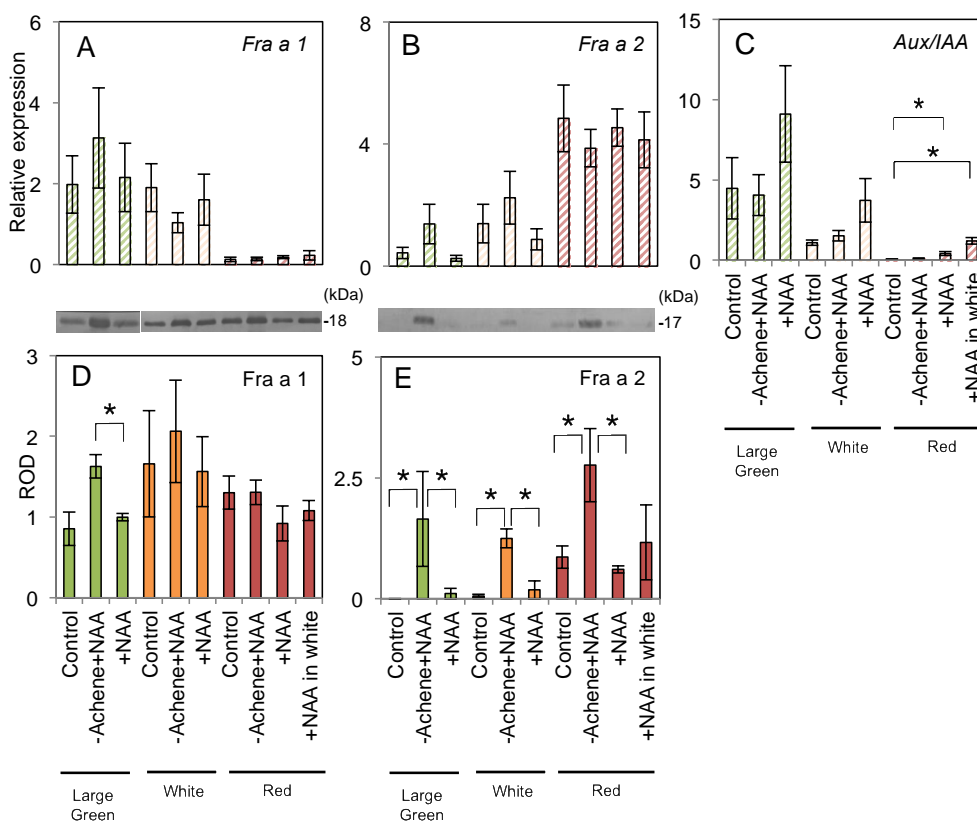 A
Fra a 1
6
4
2
0
Relative expression
B
Fra a 2
8
4
0
C
Aux/IAA
15
10
5
0
*
*
Control
-Achene+NAA
+NAA
Control
-Achene+NAA
+NAA
Control
-Achene+NAA
+NAA
+NAA in white
Large
Green
White
Red
(kDa)
-18
(kDa)
-17
D
Fra a 1
3
2
1
0
ROD
*
Control
-Achene+NAA
+NAA
Control
-Achene+NAA
+NAA
Control
-Achene+NAA
+NAA
+NAA in white
Large
Green
White
Red
E
Fra a 2
5
2.5
0
*
*
*
*
*
*
Control
-Achene+NAA
+NAA
Control
-Achene+NAA
+NAA
Control
-Achene+NAA
+NAA
+NAA in white
Large
Green
White
Red